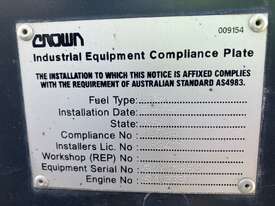 CROWN
009154
Industrial Equipment Compliance Plate
THE INSTALLATION TO WHICH THIS NOTICE IS AFFIXED COMPLIES
WITH THE REQUIREMENT OF AUSTRALIAN STANDARD AS4983.
Fuel Type:
Installation Date:
State:
Compliance No :
Installers Lic. No :
Workshop (REP) No :
Equipment Serial No :
Engine No :